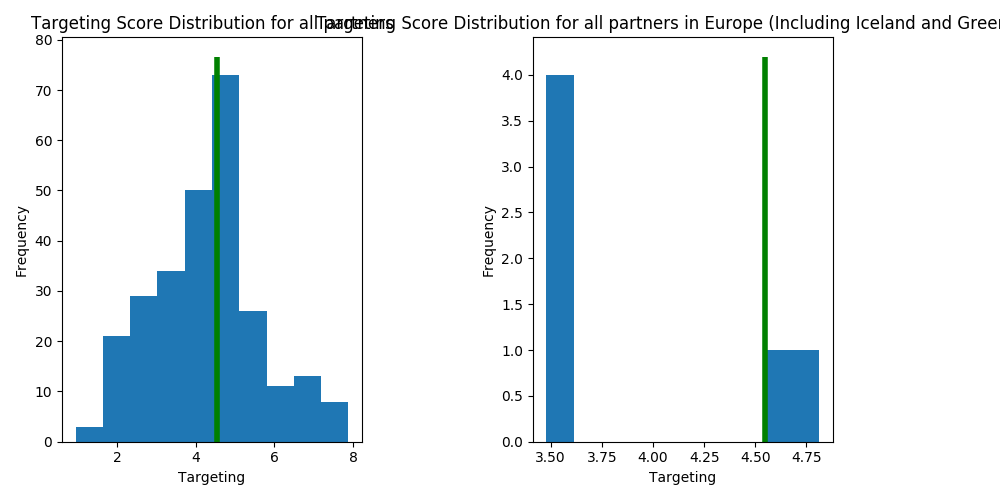 Targeting Score Distribution for all partners
Targeting Score Distribution for all partners in Europe (Including Iceland and Green
80
70
60
50
40
30
20
10
0
Frequency
2 4 6 8
Targeting
4.0
3.5
3.0
2.5
2.0
1.5
1.0
0.5
0.0
Frequency
3.50 3.75 4.00 4.25 4.50 4.75
Targeting